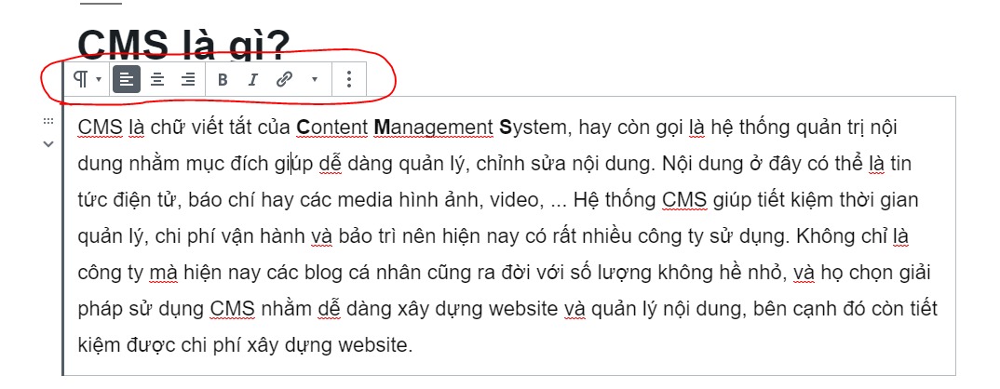 CMS là gì?
B I
CMS là chữ viết tắt của Content Management System, hay còn gọi là hệ thống quản trị nội
dung nhằm mục đích giúp dễ dàng quản lý, chỉnh sửa nội dung. Nội dung ở đây có thể là tin
tức điện tử, báo chí hay các media hình ảnh, video, ... Hệ thống CMS giúp tiết kiệm thời gian
quản lý, chi phí vận hành và bảo trì nên hiện nay có rất nhiều công ty sử dụng. Không chỉ là
công ty mà hiện nay các blog cá nhân cũng ra đời với số lượng không hề nhỏ, và họ chọn giải
pháp sử dụng CMS nhằm dễ dàng xây dựng website và quản lý nội dung, bên cạnh đó còn tiết
kiệm được chi phí xây dựng website.